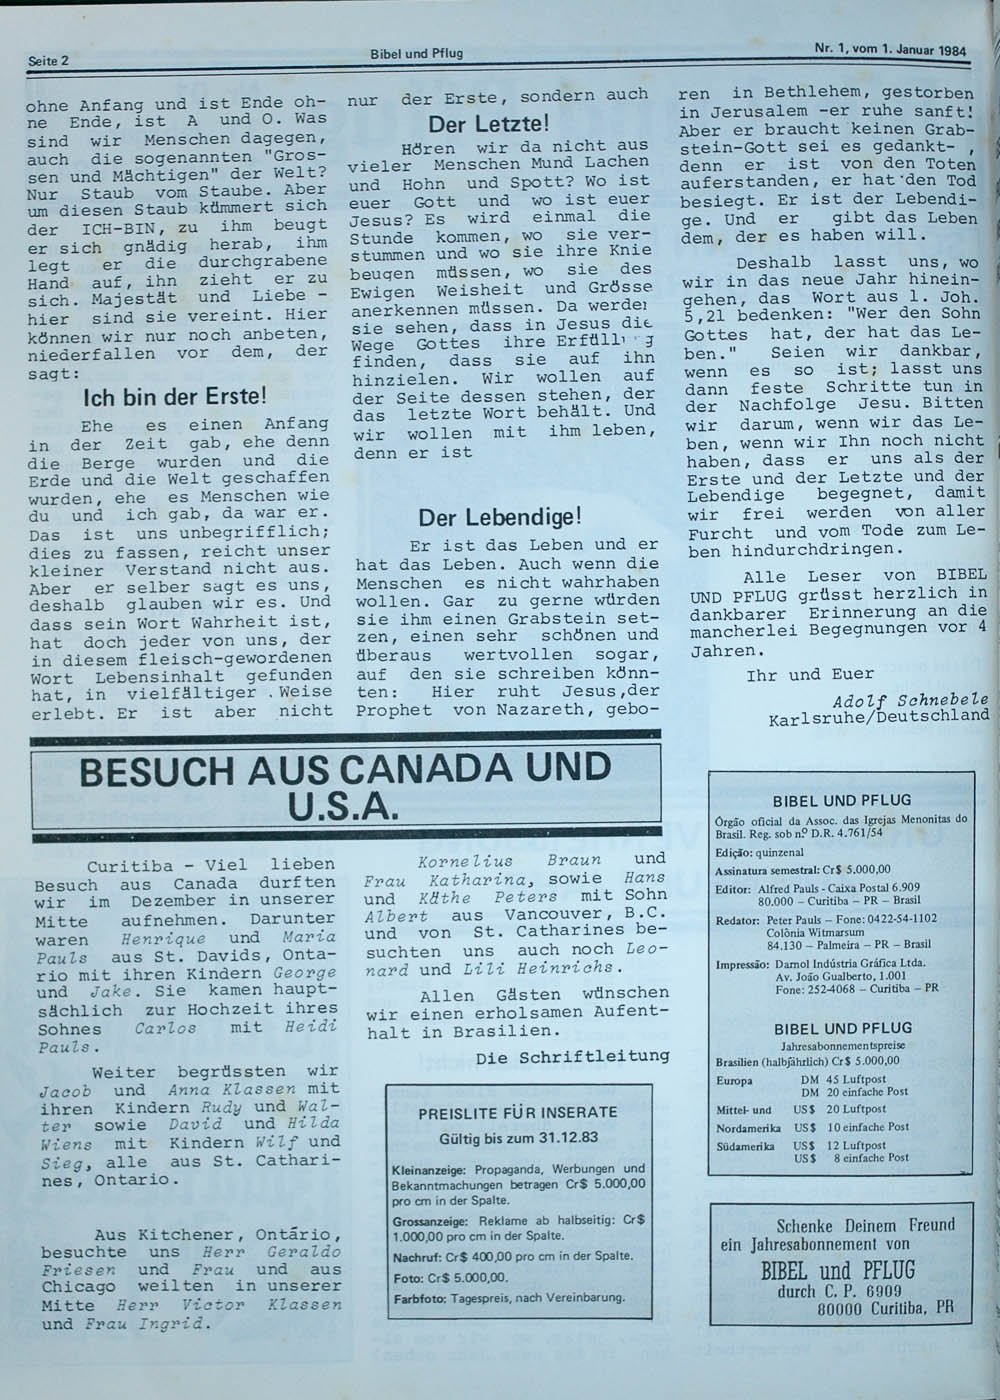 Seite 2
Bibel und Pflug
Nr. 1, vom 1. Januar 1984
ohne Anfang und ist Ende oh-
ne Ende, ist A und O. Was
sind wir Menschen dagegen,
auch die sogenannten "Gros-
sen und Mächtigen" der Welt?
Nur Staub vom Staube. Aber
um diesen Staub kümmert sich
der ICH-BIN, zu ihm beugt
er sich gnädig herab, ihm
legt er die durchgrabene
Hand auf, ihn zieht er zu
sich. Majestät und Liebe -
hier sind sie vereint. Hier
können wir nur noch anbeten,
niederfallen vor dem, der
sagt:
Ich bin der Erste!
Ehe es einen Anfang
in der Zeit gab, ehe denn
die Berge wurden und die
Erde und die Welt geschaffen
wurden, ehe es Menschen wie
du und ich gab, da war er.
Das ist uns unbegrifflich;
dies zu fassen, reicht unser
kleiner Verstand nicht aus.
Aber er selber sagt es uns,
deshalb glauben wir es. Und
dass sein Wort Wahrheit ist,
hat doch jeder von uns, der
in diesem fleisch-gewordenen
Wort Lebensinhalt gefunden
hat, in vielfältiger Weise
erlebt. Er ist aber nicht
nur der Erste, sondern auch
Der Letzte!
Hören wir da nicht aus
vieler Menschen Mund Lachen
und Hohn und Spott? Wo ist
euer Gott und wo ist euer
Jesus? Es wird einmal die
Stunde kommen, wo sie ver-
stummen und wo sie ihre Knie
beugen müssen, wo sie des
Ewigen Weisheit und Grösse
anerkennen müssen. Da werden
sie sehen, dass in Jesus die
Wege Gottes ihre Erfüllung
finden, dass sie auf ihn
hinzielen. Wir wollen auf
der Seite dessen stehen, der
das letzte Wort behält. Und
wir wollen mit ihm leben,
denn er ist
Der Lebendige!
Er ist das Leben und er
hat das Leben. Auch wenn die
Menschen es nicht wahrhaben
wollen. Gar zu gerne würden
sie ihm einen Grabstein set-
zen, einen sehr schönen und
überaus wertvollen sogar,
auf den sie schreiben könn-
ten: Hier ruht Jesus,der
Prophet von Nazareth, gebo-
ren in Bethlehem, gestorben
in Jerusalem -er ruhe sanft!
Aber er braucht keinen Grab-
stein-Gott sei es gedankt- ,
denn er ist von den Toten
auferstanden, er hat den Tod
besiegt. Er ist der Lebendi-
ge. Und er gibt das Leben
dem, der es haben will.
Deshalb lasst uns, wo
wir in das neue Jahr hinein-
gehen, das Wort aus 1. Joh.
5,21 bedenken: "Wer den Sohn
Gottes hat, der hat das Le-
ben." Seien wir dankbar,
wenn es so ist; lasst uns
dann feste Schritte tun in
der Nachfolge Jesu. Bitten
wir darum, wenn wir das Le-
ben, wenn wir Ihn noch nicht
haben, dass er uns als der
Erste und der Letzte und der
Lebendige begegnet, damit
wir frei werden von aller
Furcht und vom Tode zum Le-
ben hindurchdringen.
Alle Leser von BIBEL
UND PFLUG grüsst herzlich in
dankbarer Erinnerung an die
mancherlei Begegnungen vor 4
Jahren.
Ihr und Euer
Adolf Schnebele
Karlsruhe/Deutschland
BESUCH AUS CANADA UND
U.S.A.
Curitiba - Viel lieben
Besuch aus Canada durften
wir im Dezember in unserer
Mitte aufnehmen. Darunter
waren Henrique und Maria
Pauls aus St. Davids, Onta-
rio mit ihren Kindern George
und Jake. Sie kamen haupt-
sächlich zur Hochzeit ihres
Sohnes Carlos mit Heidi
Pauls.
Weiter begrüssten wir
Jacob und Anna Klassen mit
ihren Kindern Rudy und Wal-
ter sowie David und Hilda
Wiens mit Kindern Wilf und
Sieg, alle aus St. Cathari-
nes, Ontario.
Aus Kitchener, Ontário,
besuchte uns Herr Geraldo
Friesen und Frau und aus
Chicago weilten in unserer
Mitte Herr Victor Klassen
und Frau Ingrid.
Kornelius Braun und
Frau Katharina, sowie Hans
und Käthe Peters mit Sohn
Albert aus Vancouver, B.C.
und von St. Catharines be-
suchten uns auch noch Leo-
nard und Lili Heinrichs.
Allen Gästen wünschen
wir einen erholsamen Aufent-
halt in Brasilien.
Die Schriftleitung
PREISLITE FÜR INSERATE
Gültig bis zum 31.12.83
Kleinanzeige: Propaganda, Werbungen und
Bekanntmachungen betragen Cr$ 5.000,00
pro cm in der Spalte.
Grossanzeige: Reklame ab halbseitig: Cr$
1.000,00 pro cm in der Spalte.
Nachruf: Cr$ 400,00 pro cm in der Spalte.
Foto: Cr$ 5.000,00.
Farbfoto: Tagespreis, nach Vereinbarung.
BIBEL UND PFLUG
Órgão oficial da Assoc. das Igrejas Menonitas do
Brasil. Reg. sob nº D.R. 4.761/54
Edição: quinzenal
Assinatura semestral: Cr$ 5.000,00
Editor: Alfred Pauls - Caixa Postal 6.909
80.000 – Curitiba – PR – Brasil
Redator: Peter Pauls – Fone: 0422-54-1102
Colônia Witmarsum
84.130 – Palmeira – PR – Brasil
Impressão: Damol Indústria Gráfica Ltda.
Av. João Gualberto, 1.001
Fone: 252-4068 – Curitiba – PR
BIBEL UND PFLUG
Jahresabonnementspreise
Brasilien (halbjährlich) Cr$ 5.000,00
Europa DM 45 Luftpost
DM 20 einfache Post
Mittel- und US$ 20 Luftpost
Nordamerika US$ 10 einfache Post
Südamerika US$ 12 Luftpost
US$ 8 einfache Post
Schenke Deinem Freund
ein Jahresabonnement von
BIBEL und PFLUG
durch C. P. 6909
80000 Curitiba, PR